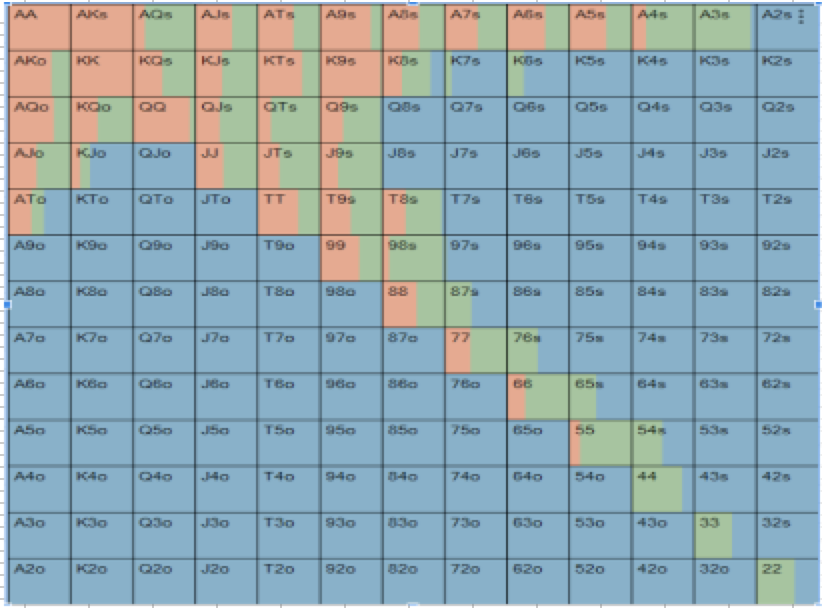 AA AKs AQs AJs ATs A9s A8s A7s A6s A5s A4s A3s A2s
AKo KK KQs KJs KTs K9s K8s K7s K6s K5s K4s K3s K2s
AQo KQo QQ QJs QTs Q9s Q8s Q7s Q6s Q5s Q4s Q3s Q2s
AJo KJo QJo JJ JTs J9s J8s J7s J6s J5s J4s J3s J2s
ATo KTo QTo JTo TT T9s T8s T7s T6s T5s T4s T3s T2s
A9o K9o Q9o J9o T9o 99 98s 97s 96s 95s 94s 93s 92s
A8o K8o Q8o J8o T8o 98o 88 87s 86s 85s 84s 83s 82s
A7o K7o Q7o J7o T7o 97o 87o 77 76s 75s 74s 73s 72s
A6o K6o Q6o J6o T6o 96o 86o 76o 66 65s 64s 63s 62s
A5o K5o Q5o J5o T5o 95o 85o 75o 65o 55 54s 53s 52s
A4o K4o Q4o J4o T4o 94o 84o 74o 64o 54o 44 43s 42s
A3o K3o Q3o J3o T3o 93o 83o 73o 63o 53o 43o 33 32s
A2o K2o Q2o J2o T2o 92o 82o 72o 62o 52o 42o 32o 22